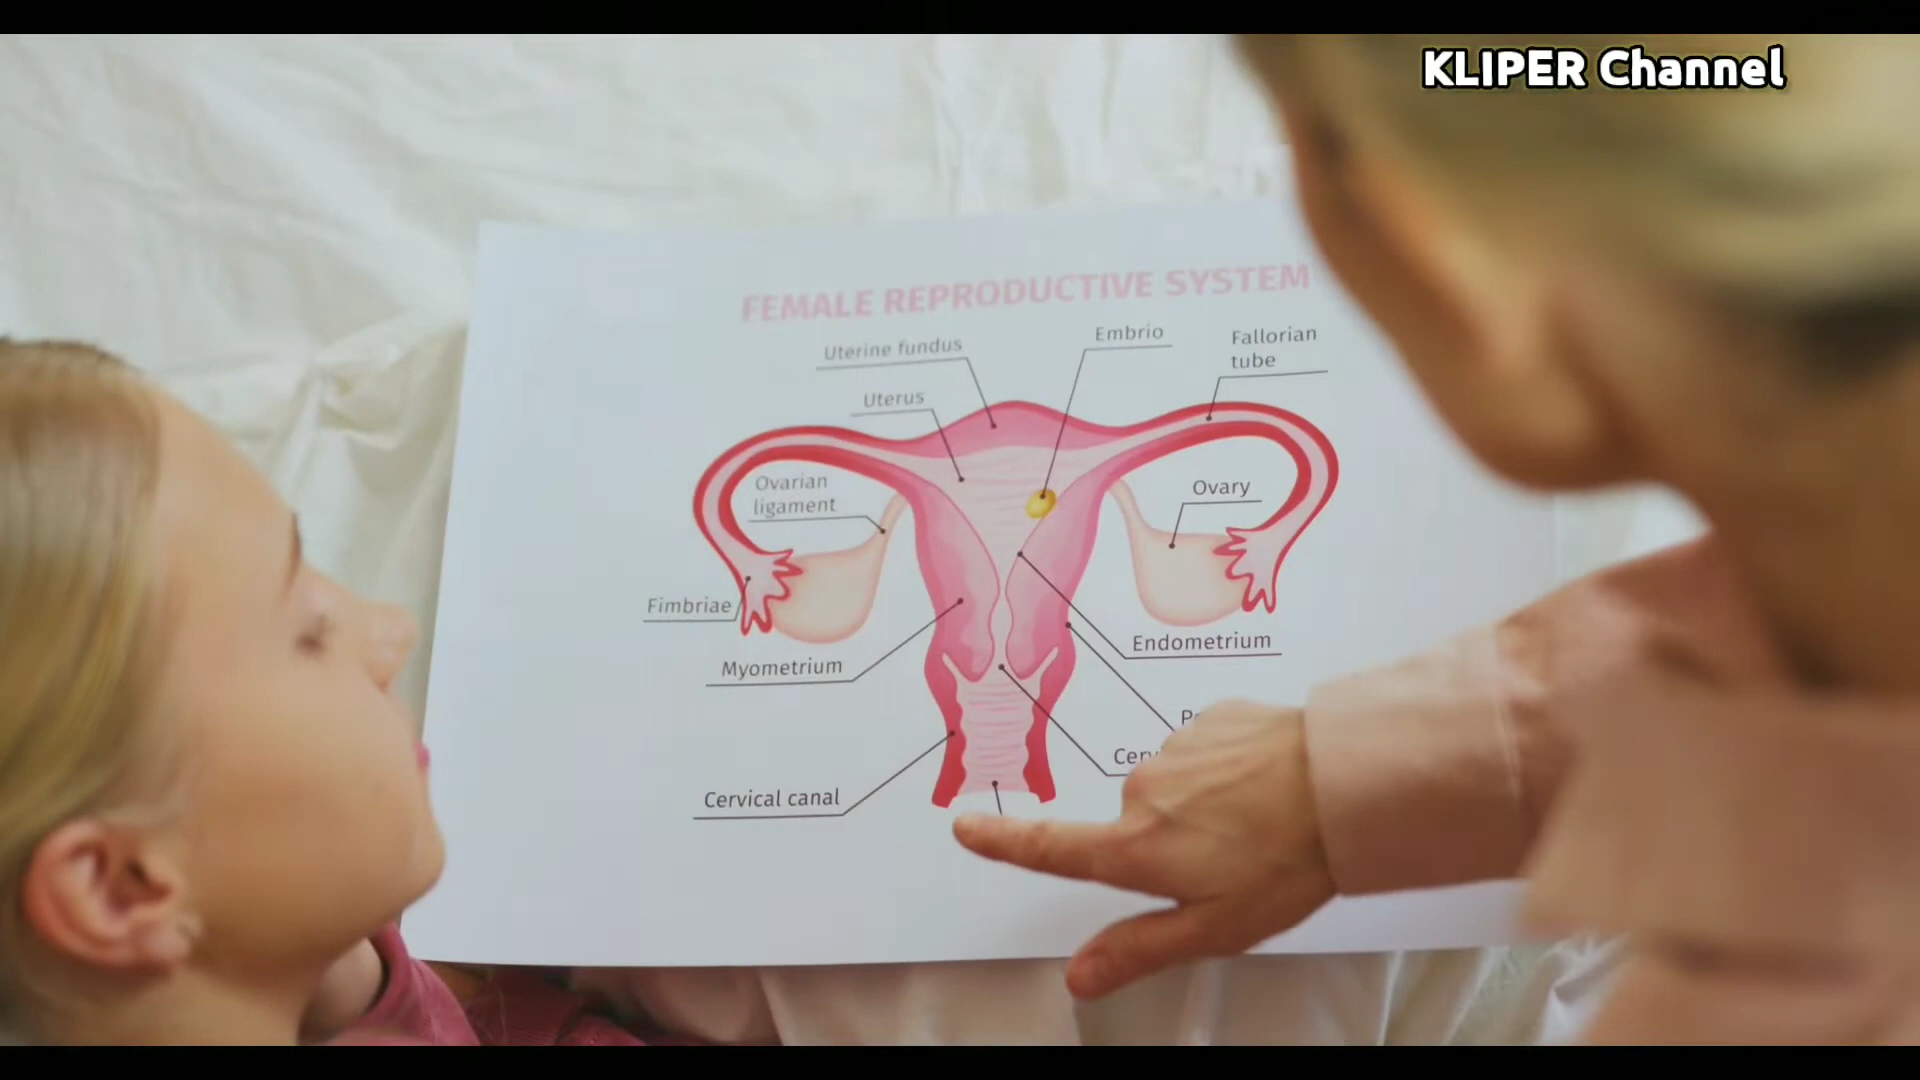 KLIPER Channel
FEMALE REPRODUCTIVE SYSTEM
Uterine fundus
Embrio
Fallorian
tube
Uterus
Ovarian
ligament
Ovary
Fimbriae
Endometrium
Myometrium
Cervical canal